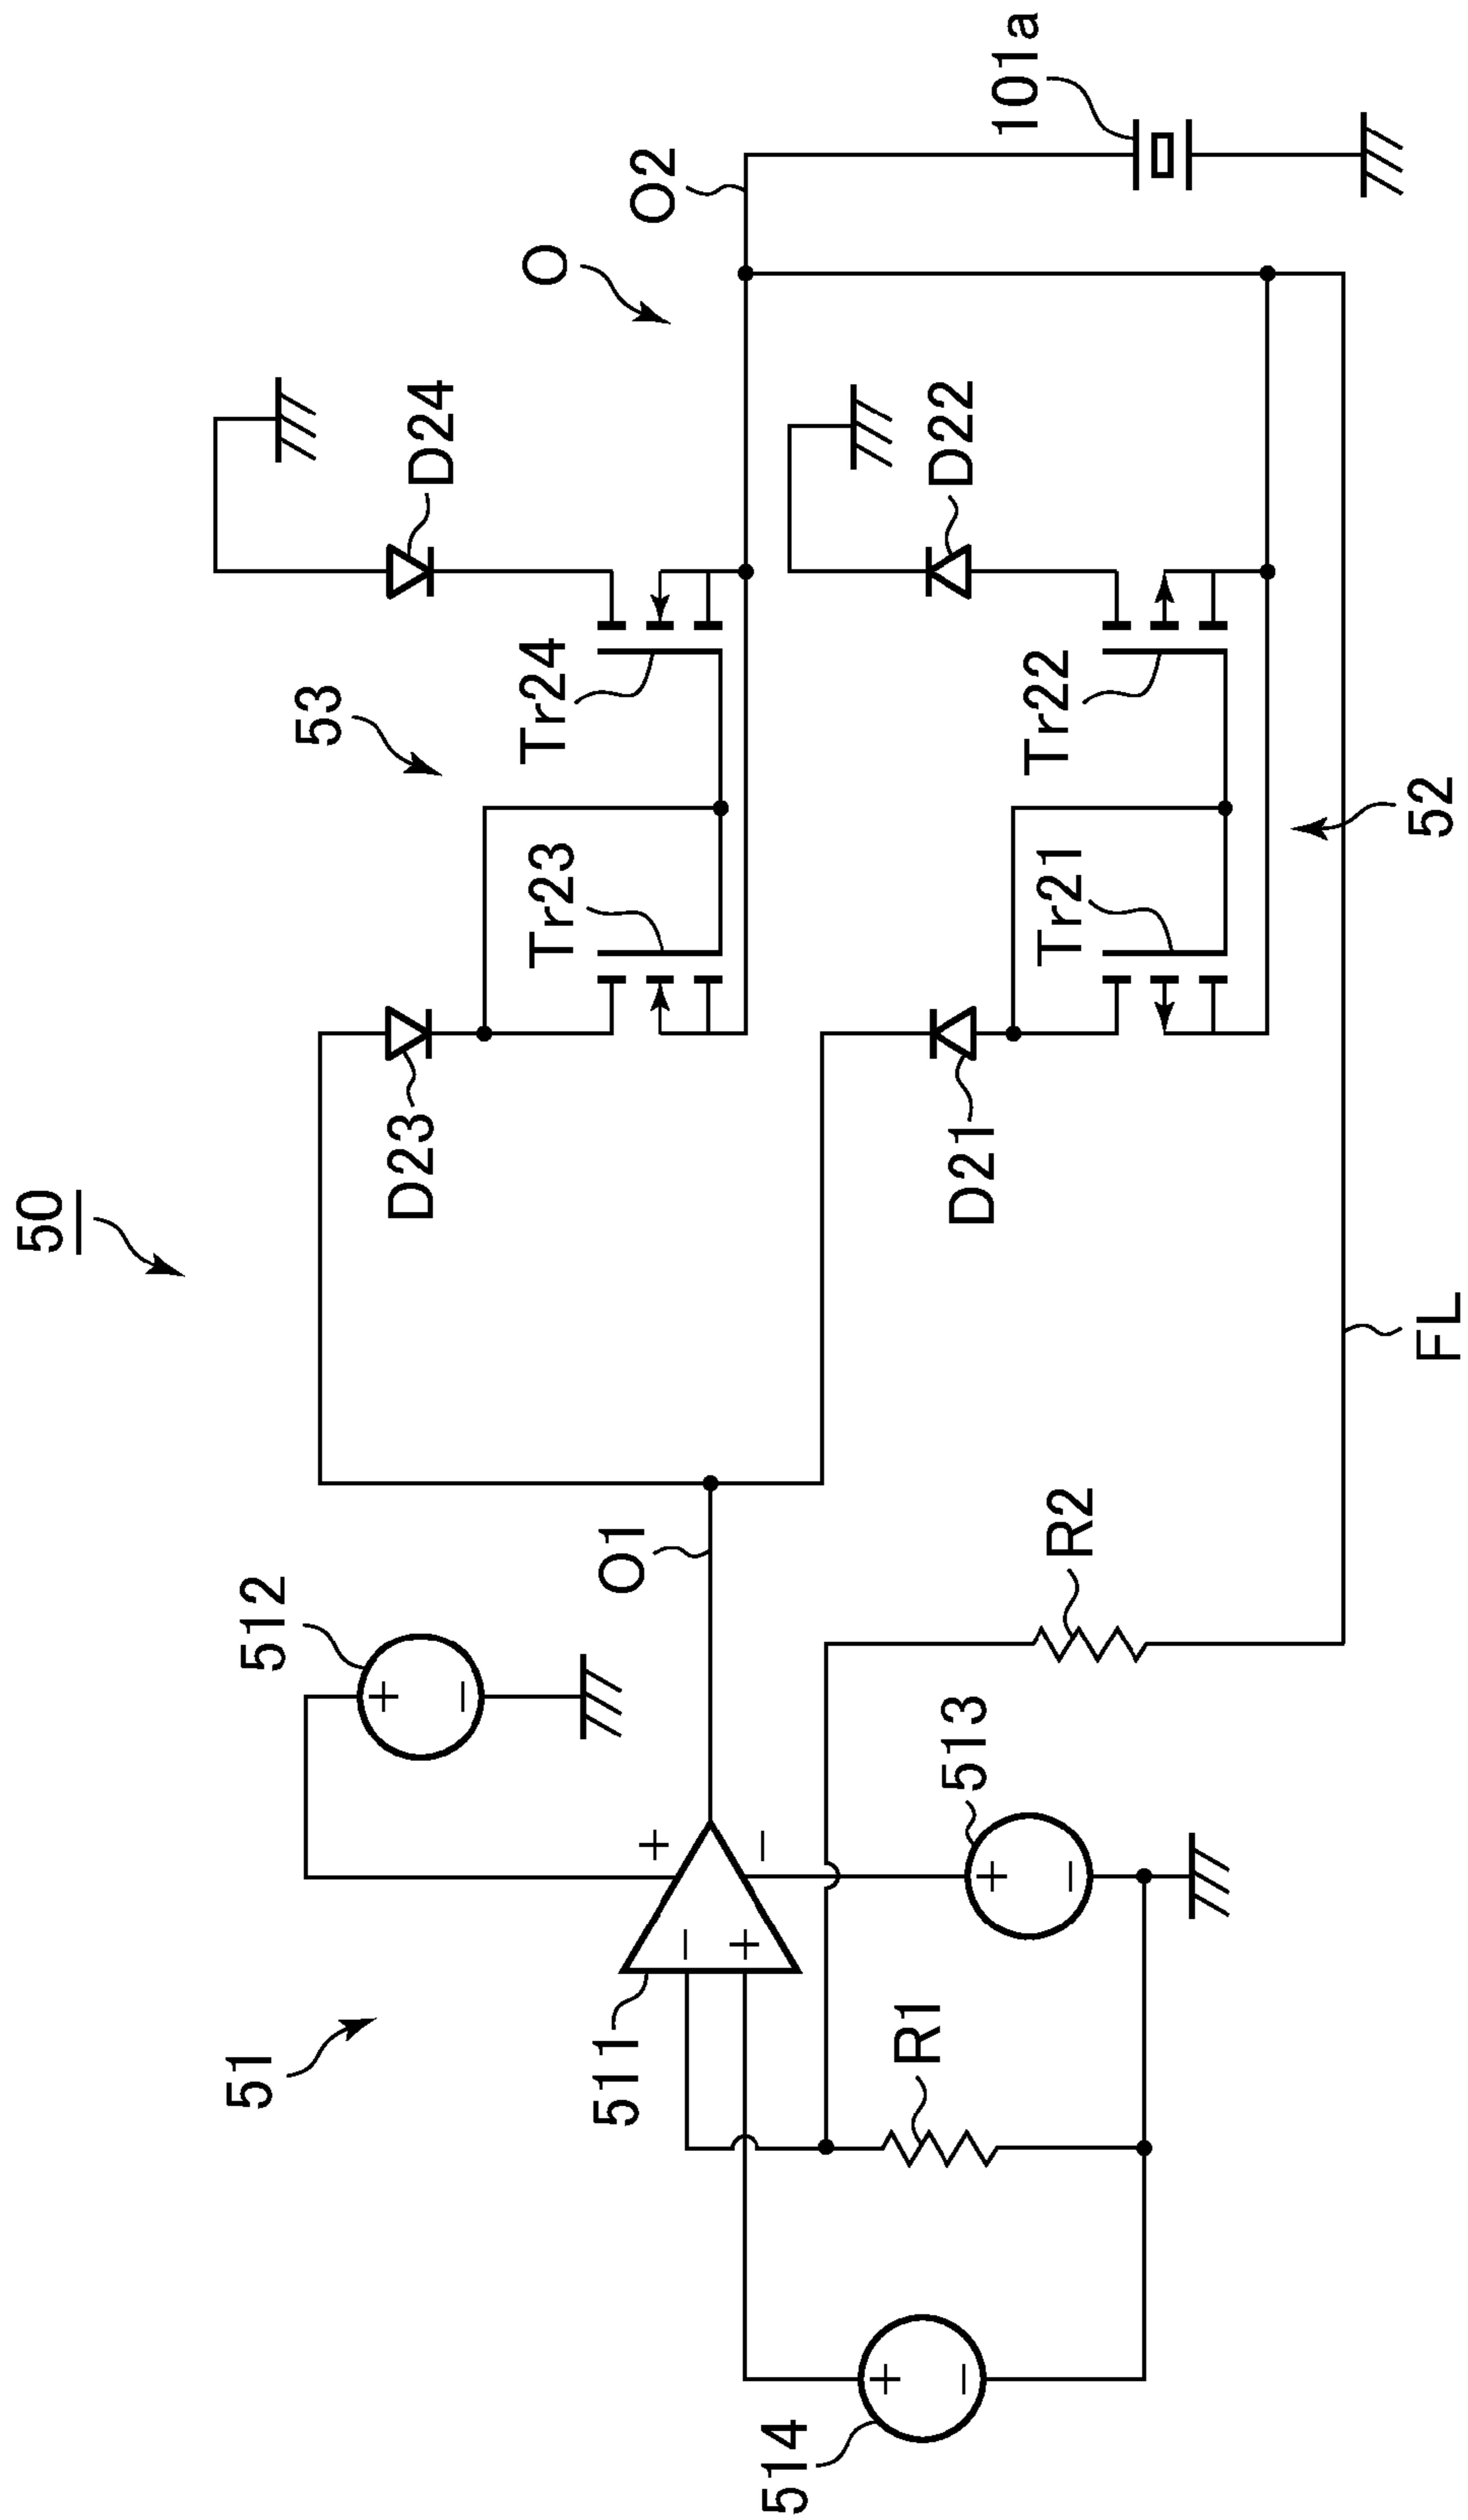 50
51
5111
512
513
514
R1
R2
O1
FL
D23
D21
53
Tr23
Tr24
D24
Tr21
Tr22
D22
52
O
O2
101a
+
−
−
+
+
−
+
−
+
−